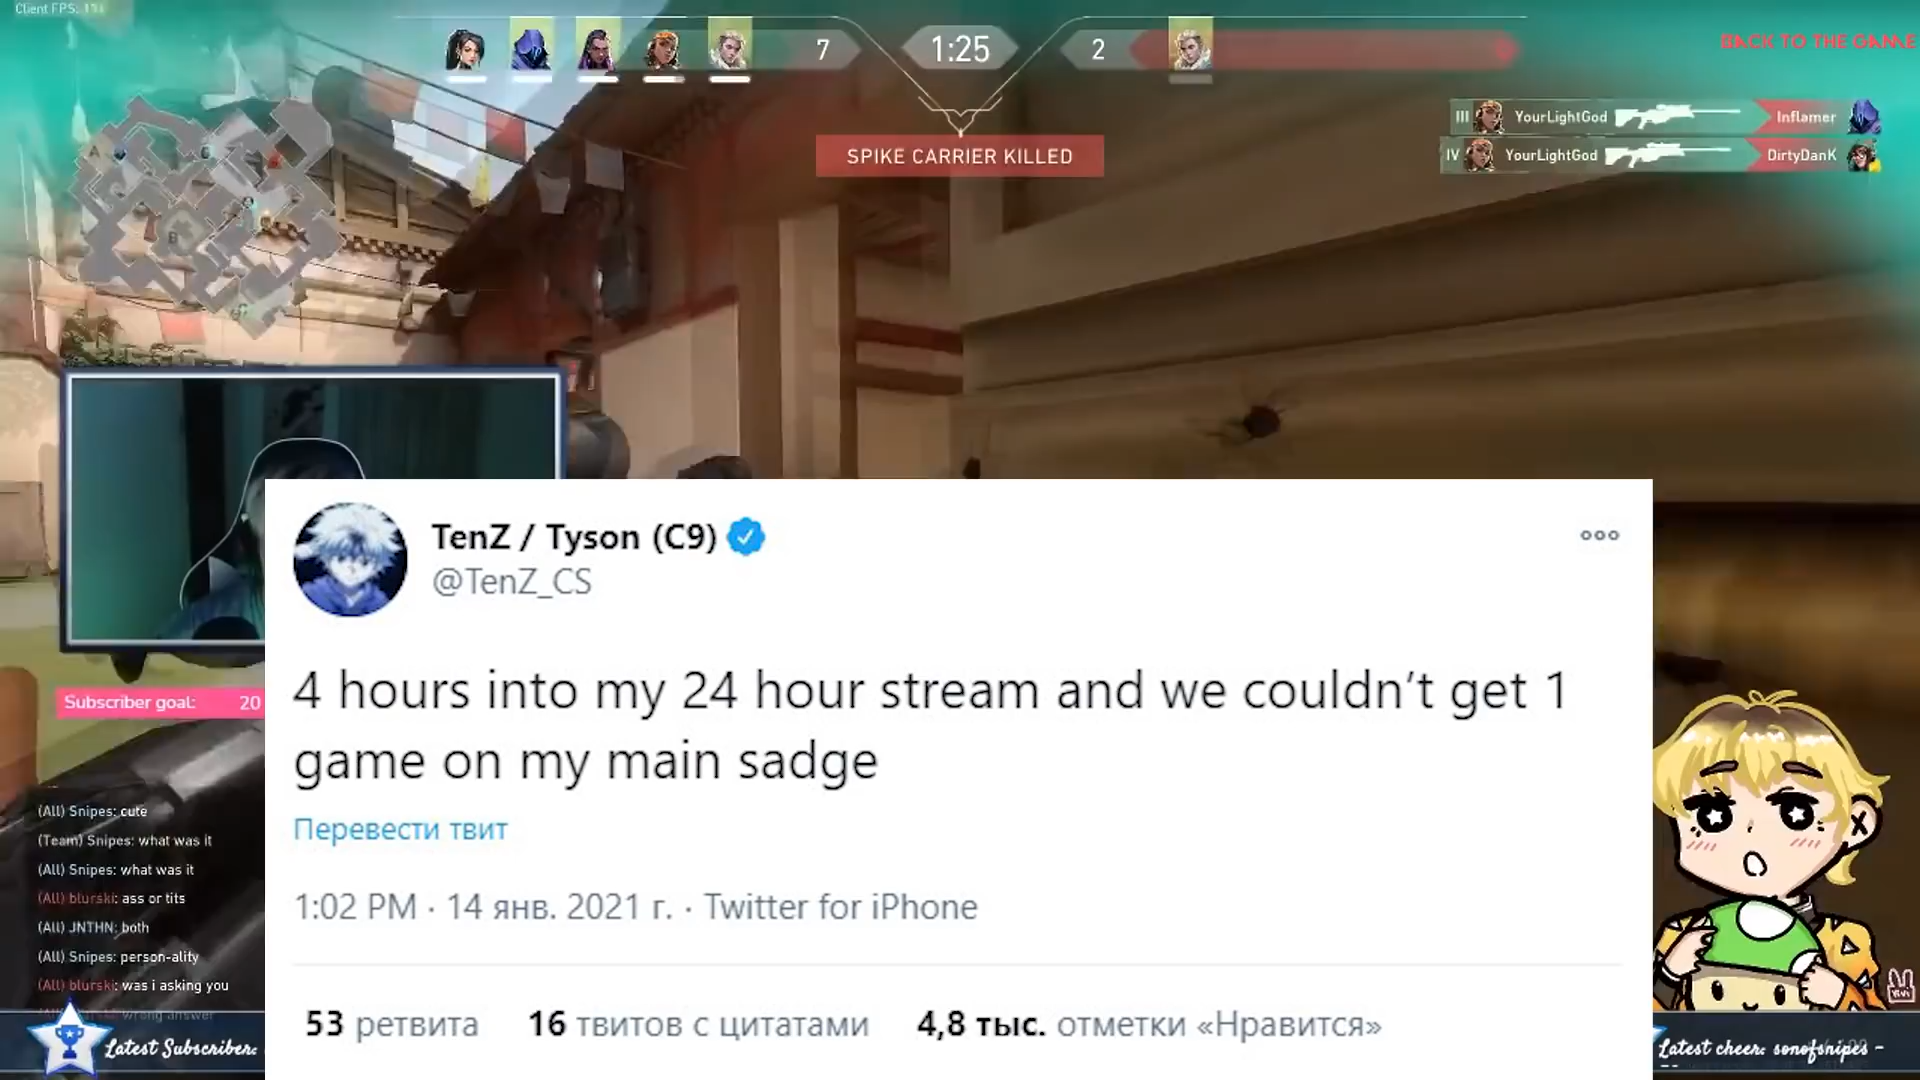 Client FPS:
7
1:25
2
BACK TO THE GAME
III YourLightGod Inflamer
IV YourLightGod DirtyDanK
SPIKE CARRIER KILLED
TenZ / Tyson (C9)
@TenZ_CS
4 hours into my 24 hour stream and we couldn’t get 1
game on my main sadge
Перевести твит
1:02 PM · 14 янв. 2021 г. · Twitter for iPhone
53 ретвита 16 твитов с цитатами 4,8 тыс. отметки «Нравится»
Subscriber goal: 20
(All) Snipes: cute
(Team) Snipes: what was it
(All) Snipes: what was it
(All) blurski: ass or tits
(All) JNTHN: both
(All) Snipes: person-ality
(All) blurski: was i asking you
wrong answer
Latest Subscriber:
Latest cheer: sonofsnipes -